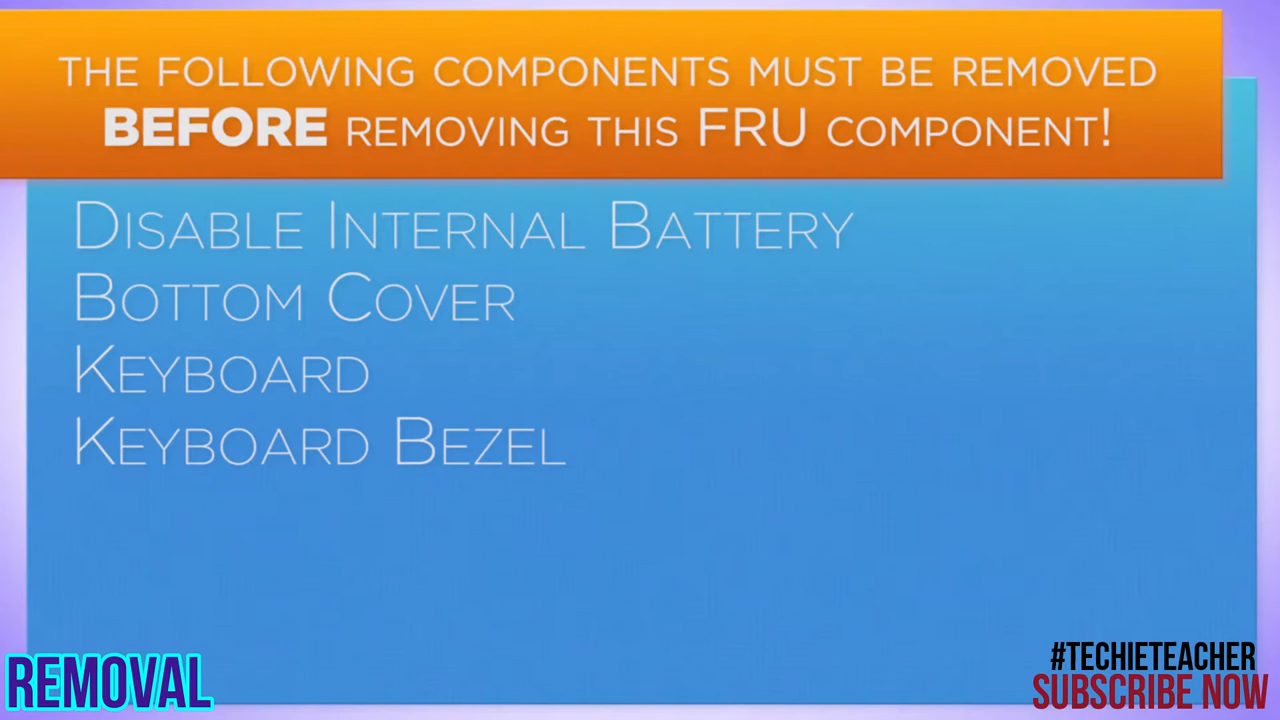 THE FOLLOWING COMPONENTS MUST BE REMOVED
BEFORE REMOVING THIS FRU COMPONENT!
DISABLE INTERNAL BATTERY
BOTTOM COVER
KEYBOARD
KEYBOARD BEZEL
REMOVAL
#TECHIETEACHER
SUBSCRIBE NOW